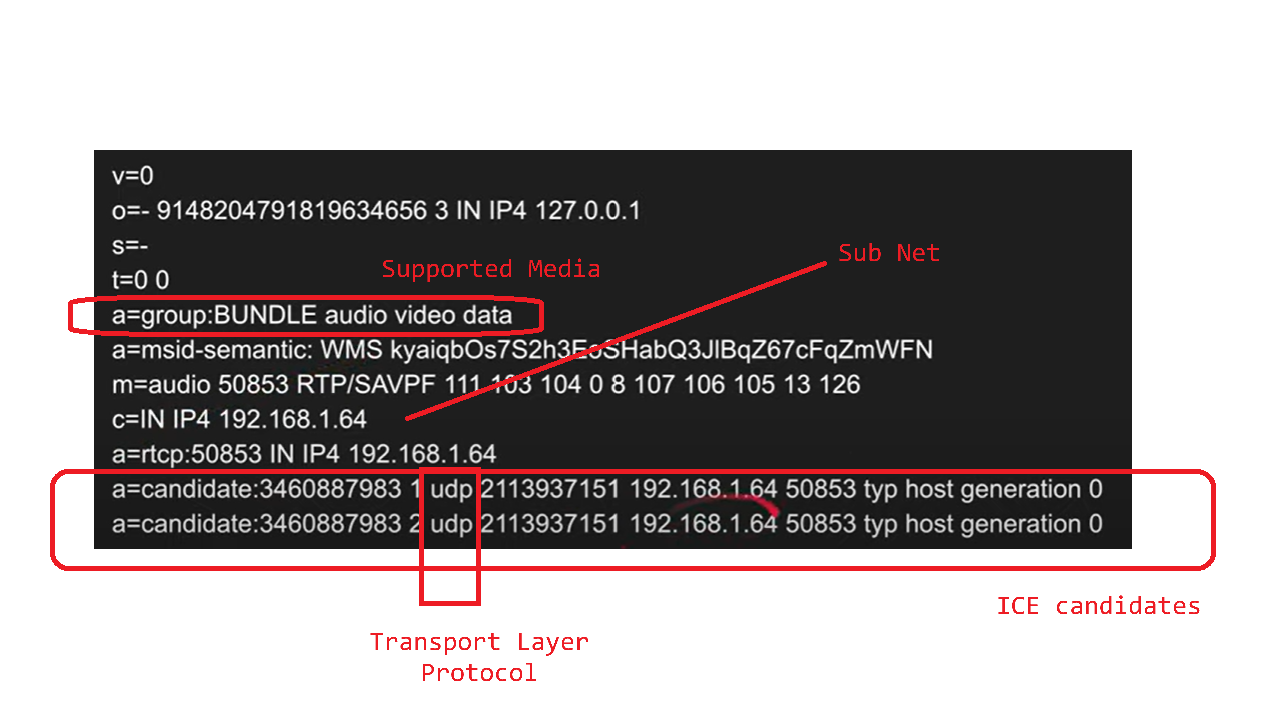 v=0
o=- 9148204791819634656 3 IN IP4 127.0.0.1
s=-
Sub Net
t=0 0
Supported Media
a=group:BUNDLE audio video data
a=msid-semantic: WMS kyaiqbOs7S2h3EoSHabQ3JlBqZ67cFqZmWFN
m=audio 50853 RTP/SAVPF 111 103 104 0 8 107 106 105 13 126
c=IN IP4 192.168.1.64
a=rtcp:50853 IN IP4 192.168.1.64
a=candidate:3460887983 1 udp 2113937151 192.168.1.64 50853 typ host generation 0
a=candidate:3460887983 2 udp 2113937151 192.168.1.64 50853 typ host generation 0
ICE candidates
Transport Layer
Protocol